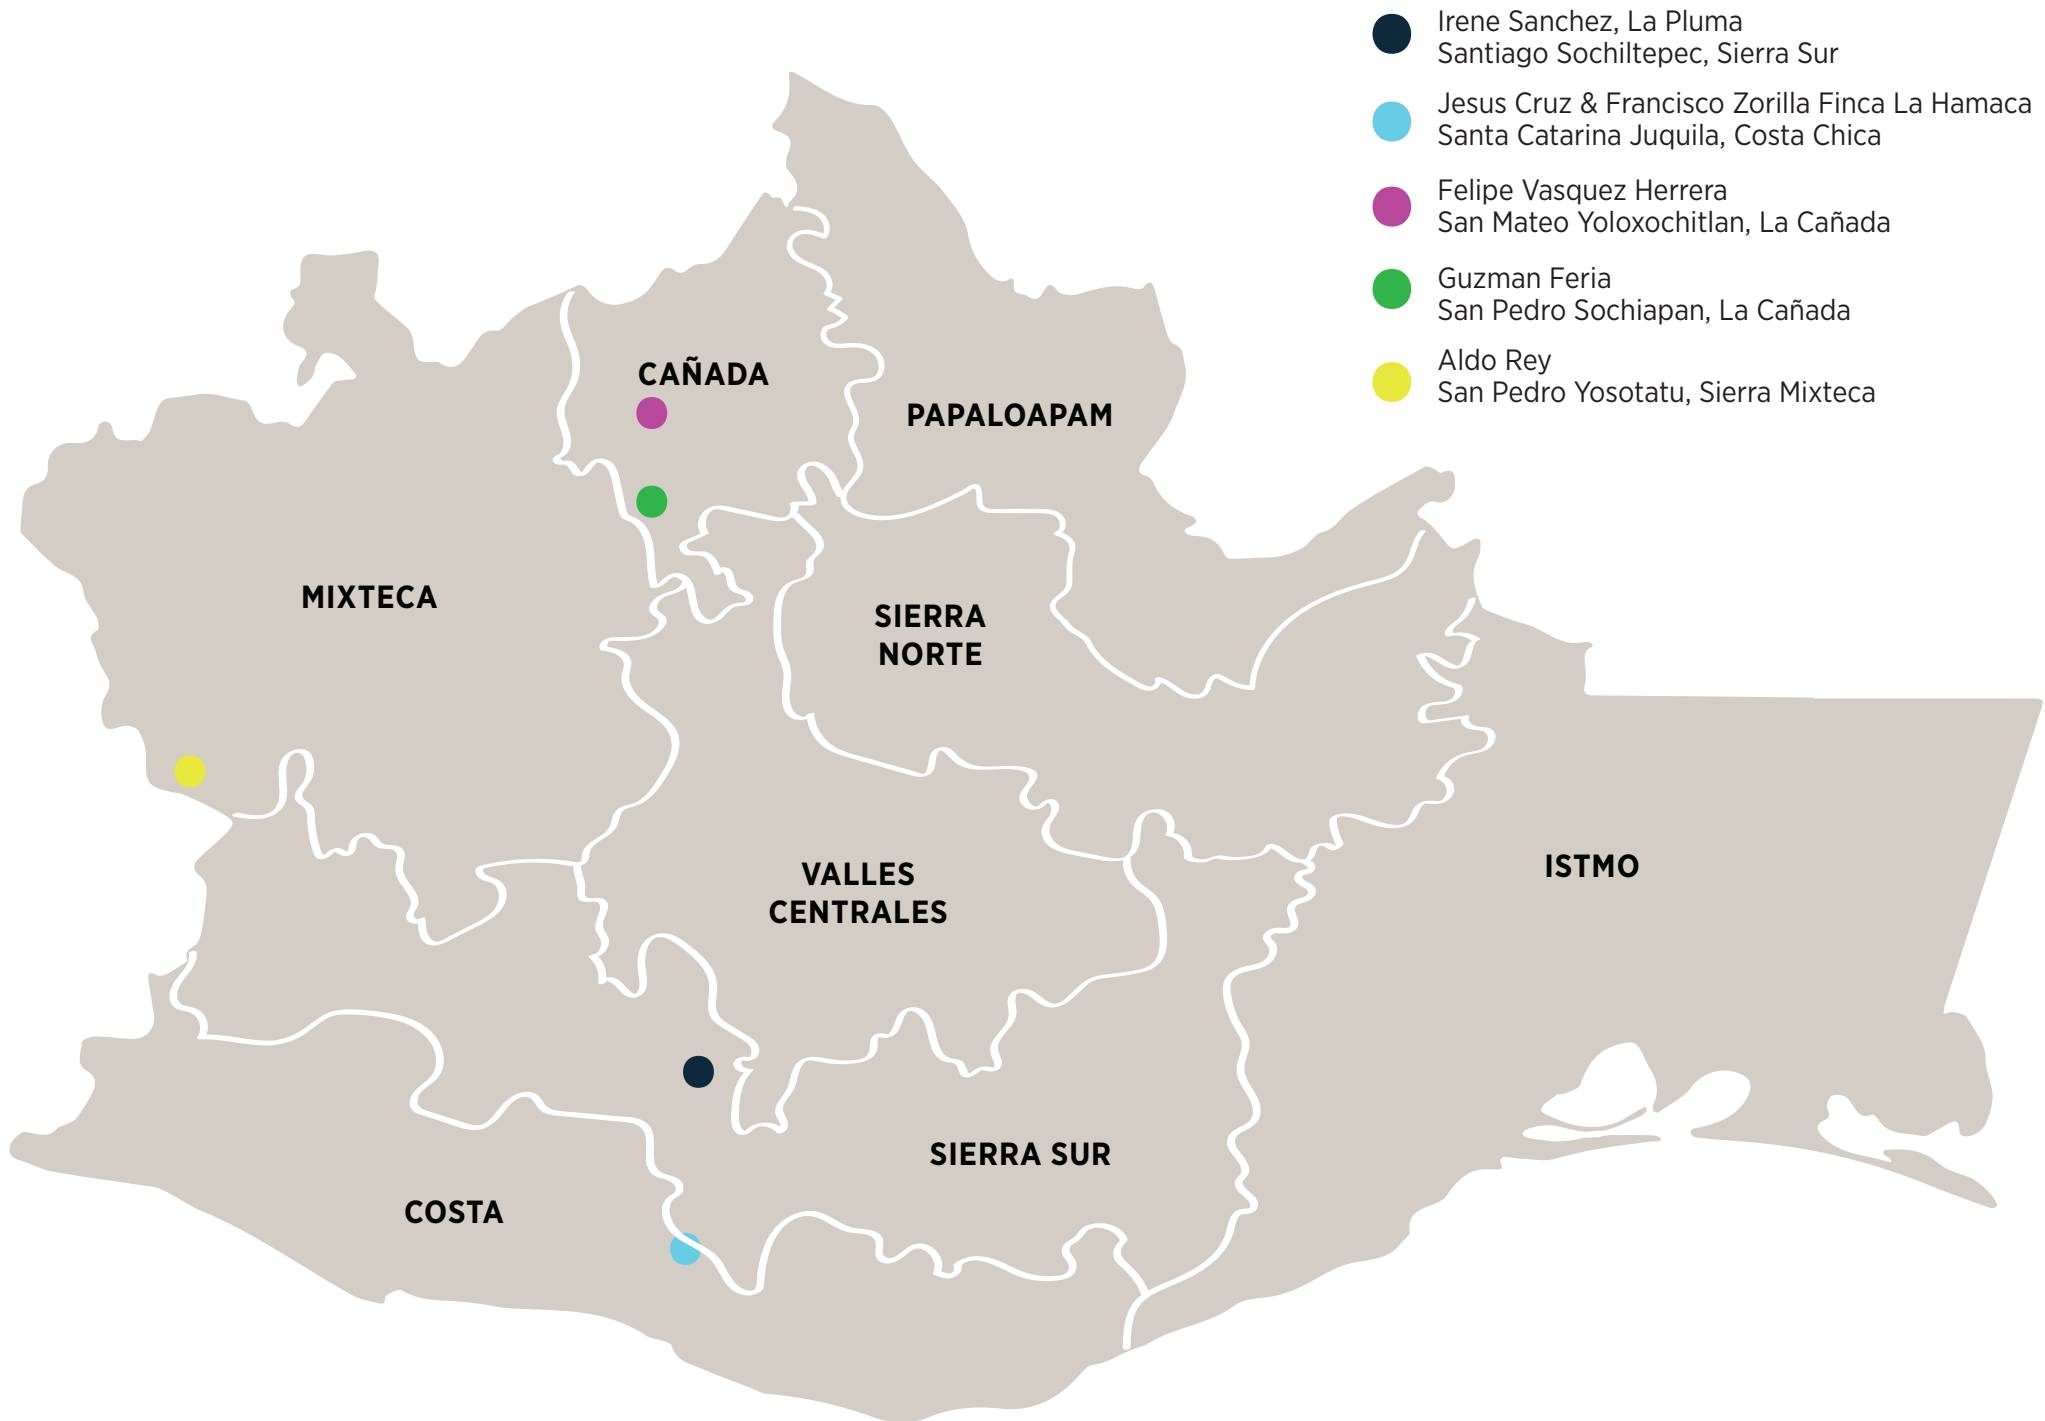 Irene Sanchez, La Pluma
Santiago Sochiltepec, Sierra Sur
Jesus Cruz & Francisco Zorilla Finca La Hamaca
Santa Catarina Juquila, Costa Chica
Felipe Vasquez Herrera
San Mateo Yoloxochitlan, La Cañada
Guzman Feria
San Pedro Sochiapan, La Cañada
Aldo Rey
San Pedro Yosotatu, Sierra Mixteca
CAÑADA
PAPALOAPAM
MIXTECA
SIERRA
NORTE
VALLES
CENTRALES
ISTMO
SIERRA SUR
COSTA